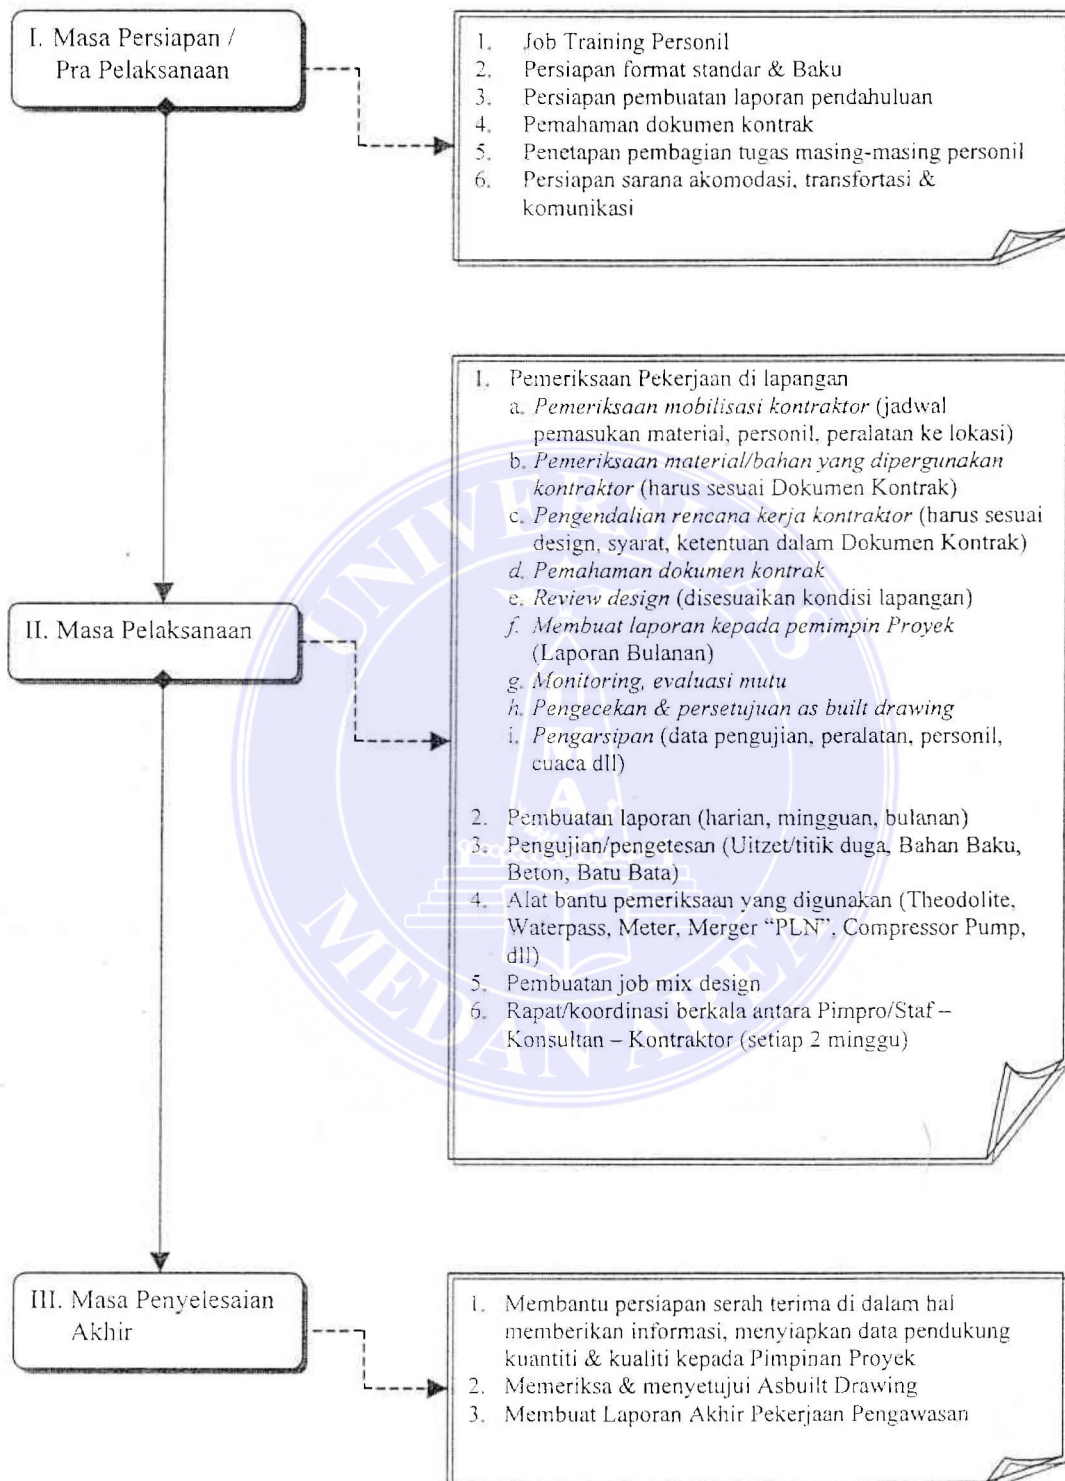 I. Masa Persiapan /
Pra Pelaksanaan
1. Job Training Personil
2. Persiapan format standar & Baku
3. Persiapan pembuatan laporan pendahuluan
4. Pemahaman dokumen kontrak
5. Penetapan pembagian tugas masing-masing personil
6. Persiapan sarana akomodasi, transfortasi &
komunikasi
II. Masa Pelaksanaan
1. Pemeriksaan Pekerjaan di lapangan
a. Pemeriksaan mobilisasi kontraktor (jadwal
pemasukan material, personil, peralatan ke lokasi)
b. Pemeriksaan material/bahan yang dipergunakan
kontraktor (harus sesuai Dokumen Kontrak)
c. Pengendalian rencana kerja kontraktor (harus sesuai
design, syarat, ketentuan dalam Dokumen Kontrak)
d. Pemahaman dokumen kontrak
e. Review design (disesuaikan kondisi lapangan)
f. Membuat laporan kepada pemimpin Proyek
(Laporan Bulanan)
g. Monitoring, evaluasi mutu
h. Pengecekan & persetujuan as built drawing
i. Pengarsipan (data pengujian, peralatan, personil,
cuaca dll)
2. Pembuatan laporan (harian, mingguan, bulanan)
3. Pengujian/pengetesan (Uitzet/titik duga, Bahan Baku,
Beton, Batu Bata)
4. Alat bantu pemeriksaan yang digunakan (Theodolite,
Waterpass, Meter, Merger “PLN”, Compressor Pump,
dll)
5. Pembuatan job mix design
6. Rapat/koordinasi berkala antara Pimpro/Staf –
Konsultan – Kontraktor (setiap 2 minggu)
III. Masa Penyelesaian
Akhir
1. Membantu persiapan serah terima di dalam hal
memberikan informasi, menyiapkan data pendukung
kuantiti & kualiti kepada Pimpinan Proyek
2. Memeriksa & menyetujui Asbuilt Drawing
3. Membuat Laporan Akhir Pekerjaan Pengawasan
UNIVERSITAS
MEDAN AREA